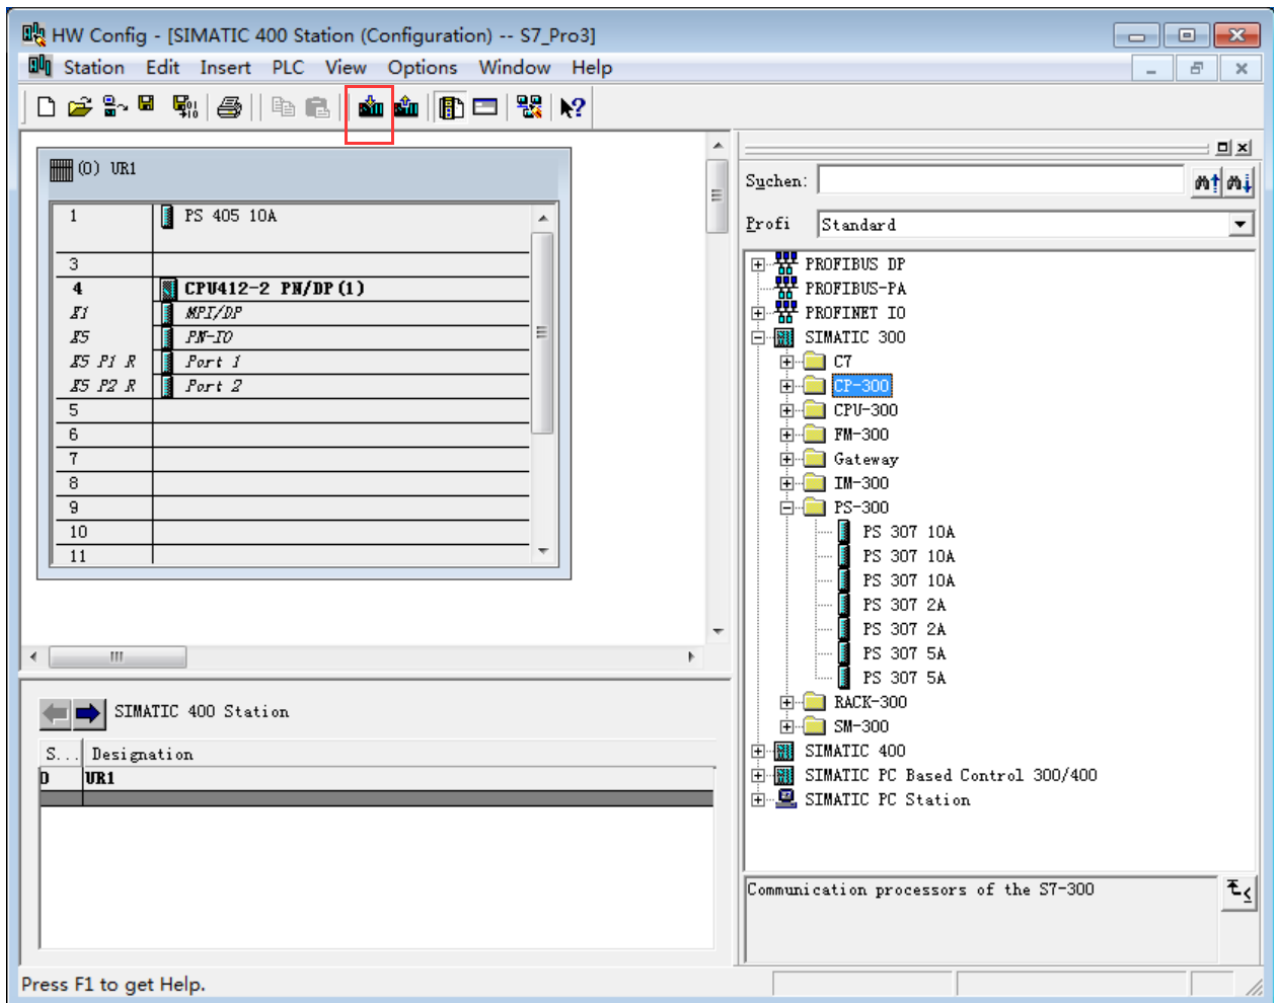 HW Config - [SIMATIC 400 Station (Configuration) -- S7_Pro3]
Station Edit Insert PLC View Options Window Help
(0) UR1
1 PS 405 10A
3
4 CPU412-2 PN/DP(1)
X1 MPI/DP
X5 PN-IO
X5 P1 R Port 1
X5 P2 R Port 2
5
6
7
8
9
10
11
SIMATIC 400 Station
S... Designation
0 UR1
Suchen:
Profi Standard
PROFIBUS DP
PROFIBUS-PA
PROFINET IO
SIMATIC 300
C7
CP-300
CPU-300
FM-300
Gateway
IM-300
PS-300
PS 307 10A
PS 307 10A
PS 307 10A
PS 307 2A
PS 307 2A
PS 307 5A
PS 307 5A
RACK-300
SM-300
SIMATIC 400
SIMATIC PC Based Control 300/400
SIMATIC PC Station
Communication processors of the S7-300
Press F1 to get Help.